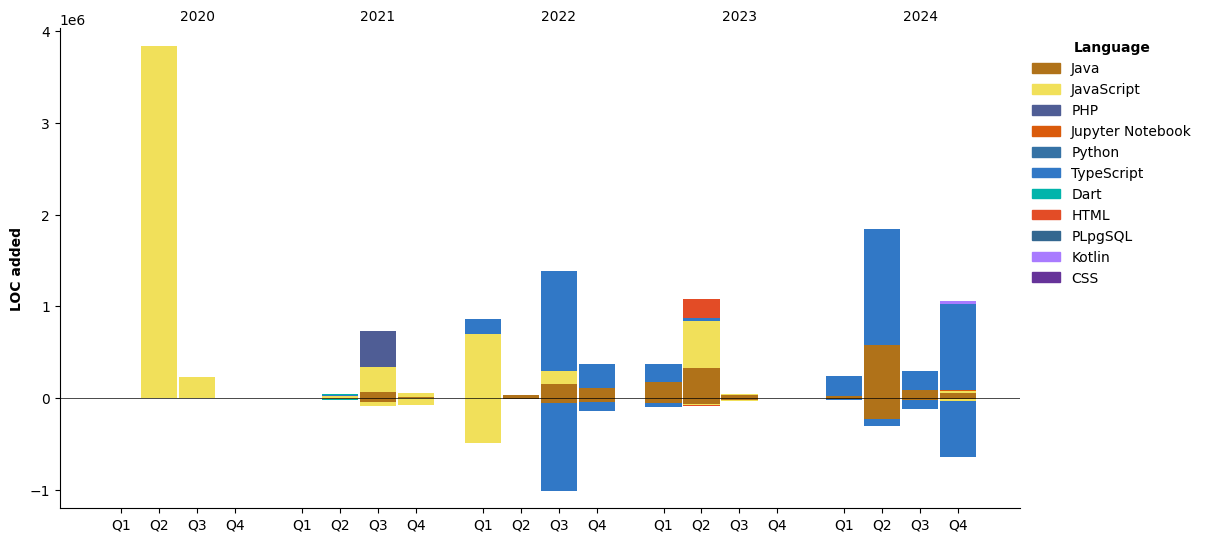 1e6
2020 2021 2022 2023 2024
4
3
2
1
0
−1
LOC added
Q1 Q2 Q3 Q4 Q1 Q2 Q3 Q4 Q1 Q2 Q3 Q4 Q1 Q2 Q3 Q4 Q1 Q2 Q3 Q4
Language
Java
JavaScript
PHP
Jupyter Notebook
Python
TypeScript
Dart
HTML
PLpgSQL
Kotlin
CSS